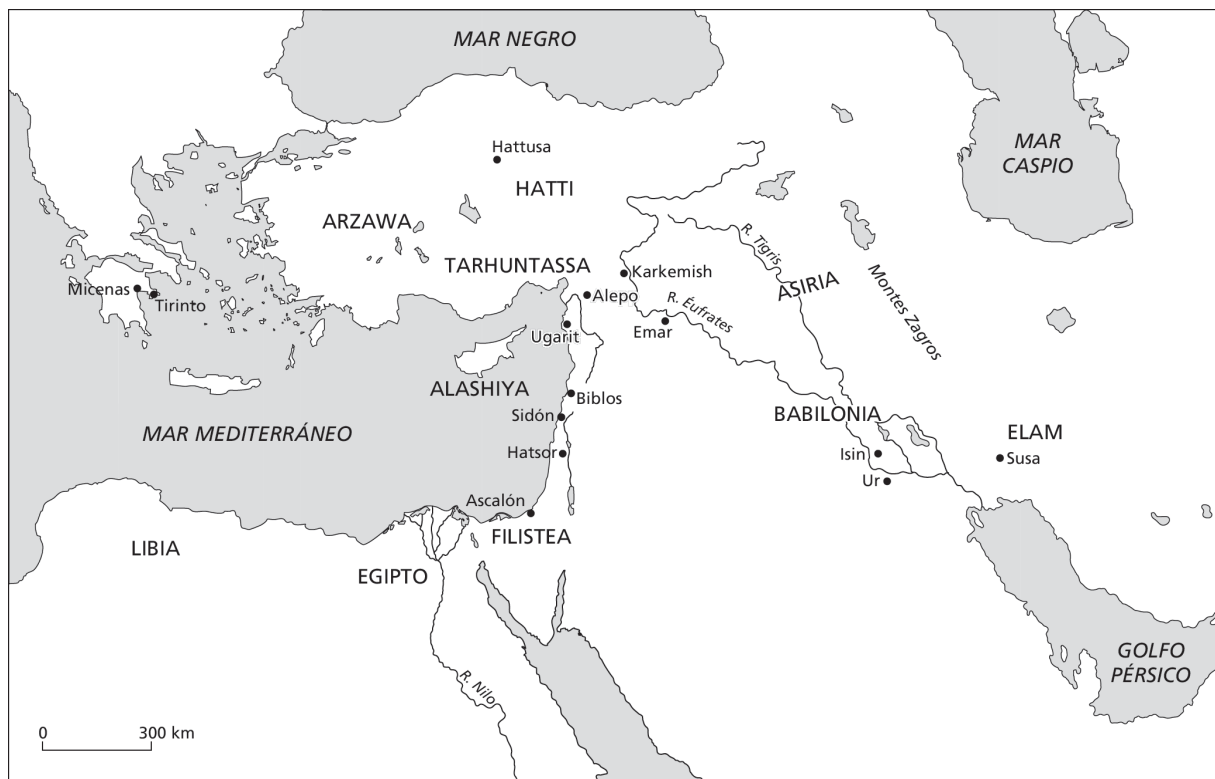 MAR NEGRO
MAR
CASPIO
Hattusa
HATTI
ARZAWA
R. Tigris
TARHUNTASSA
Karkemish
ASIRIA
Micenas
Tirinto
Alepo
R. Éufrates
Montes Zagros
Ugarit
Emar
ALASHIYA
Biblos
Sidón
BABILONIA
MAR MEDITERRÁNEO
ELAM
Hatsor
Isin
Susa
Ur
Ascalón
FILISTEA
LIBIA
EGIPTO
GOLFO
PÉRSICO
R. Nilo
0 300 km